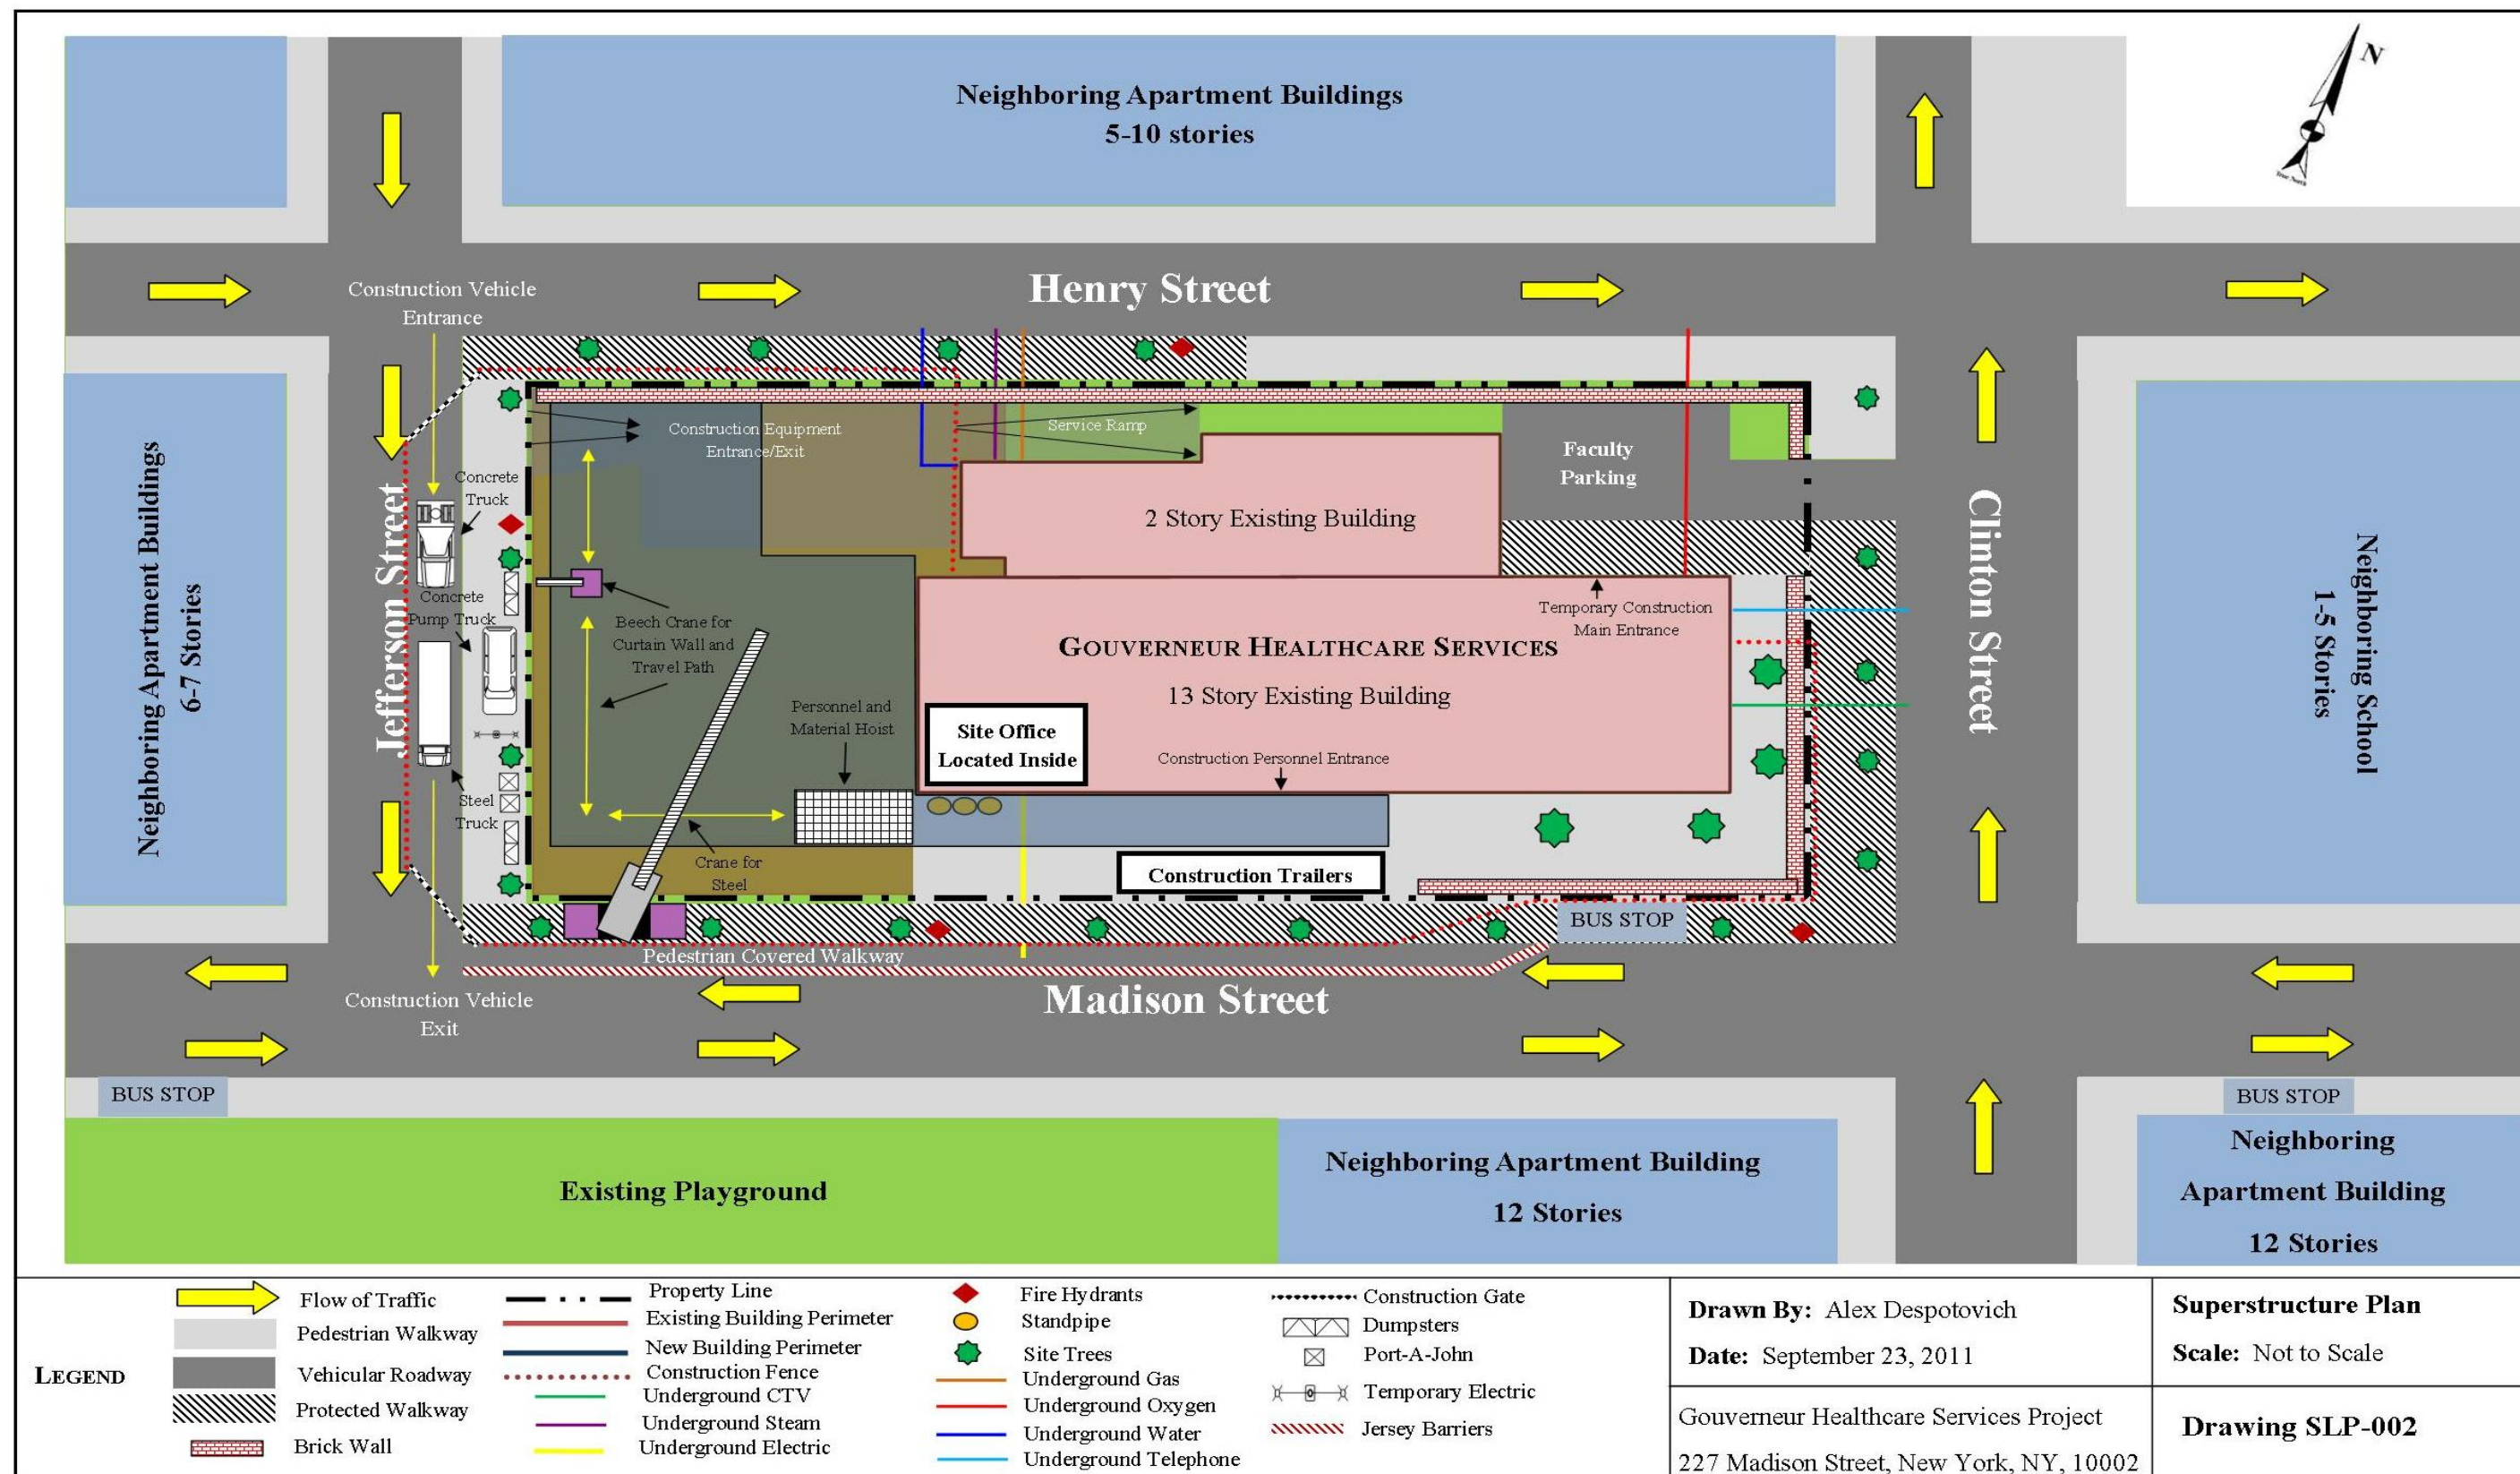 Neighboring Apartment Buildings
5-10 stories
N
True North
Henry Street
Construction Vehicle
Entrance
Neighboring Apartment Buildings
6-7 Stories
Jefferson Street
Construction Equipment
Entrance/Exit
Service Ramp
Faculty
Parking
Concrete
Truck
2 Story Existing Building
Clinton Street
Neighboring School
1-5 Stories
Concrete
Pump Truck
Beech Crane for
Curtain Wall and
Travel Path
Temporary Construction
Main Entrance
GOUVERNEUR HEALTHCARE SERVICES
13 Story Existing Building
Personnel and
Material Hoist
Site Office
Located Inside
Construction Personnel Entrance
Steel
Truck
Crane for
Steel
Construction Trailers
BUS STOP
Pedestrian Covered Walkway
Construction Vehicle
Exit
Madison Street
BUS STOP
BUS STOP
Existing Playground
Neighboring Apartment Building
12 Stories
Neighboring
Apartment Building
12 Stories
LEGEND
Flow of Traffic
Pedestrian Walkway
Vehicular Roadway
Protected Walkway
Brick Wall
Property Line
Existing Building Perimeter
New Building Perimeter
Construction Fence
Underground CTV
Underground Steam
Underground Electric
Fire Hydrants
Standpipe
Site Trees
Underground Gas
Underground Oxygen
Underground Water
Underground Telephone
Construction Gate
Dumpsters
Port-A-John
Temporary Electric
Jersey Barriers
Drawn By: Alex Despotovich
Date: September 23, 2011
Gouverneur Healthcare Services Project
227 Madison Street, New York, NY, 10002
Superstructure Plan
Scale: Not to Scale
Drawing SLP-002